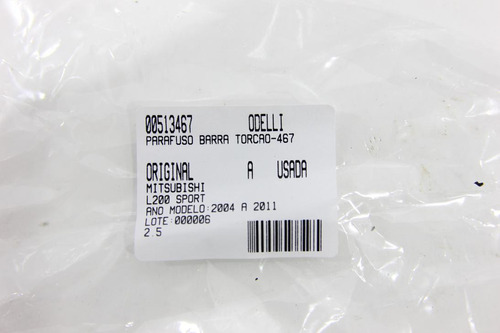 00513467 ODELLI
PARAFUSO BARRA TORCAO-467
ORIGINAL A USADA
MITSUBISHI
L200 SPORT
ANO MODELO:2004 A 2011
LOTE:000006
2.5